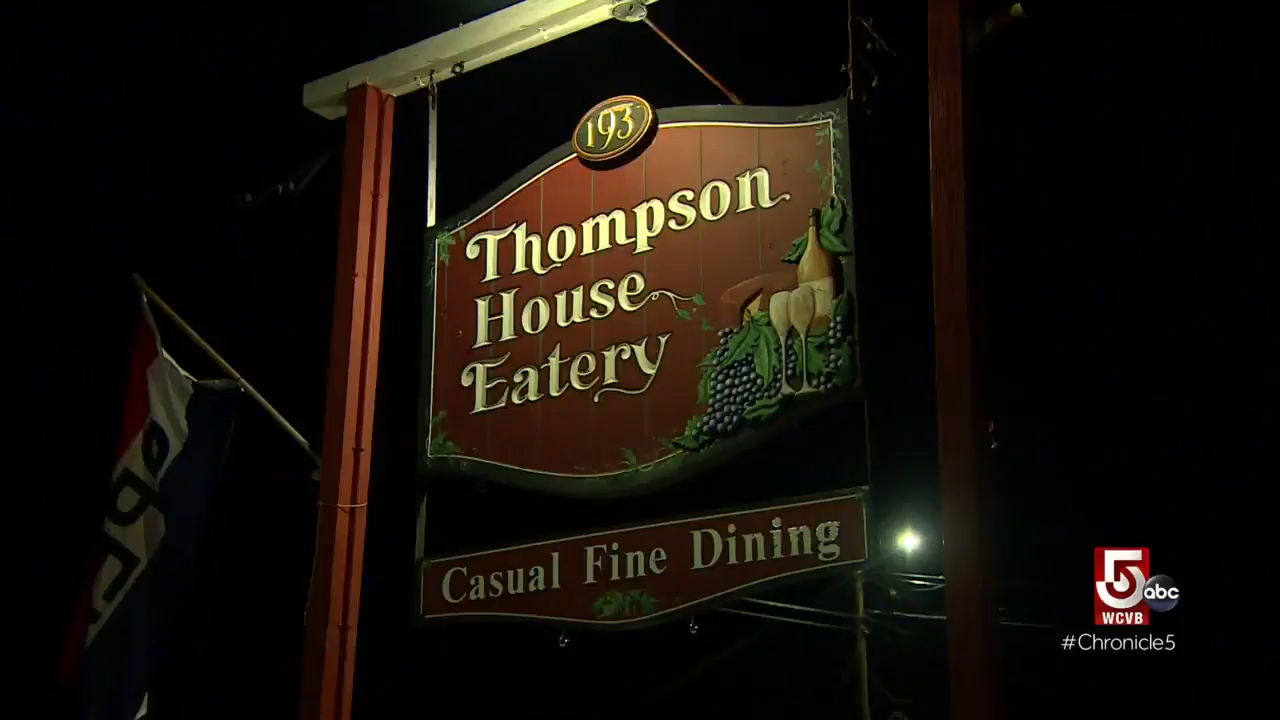 193
Thompson
House
Eatery
Casual Fine Dining
5 abc
WCVB
#Chronicle5